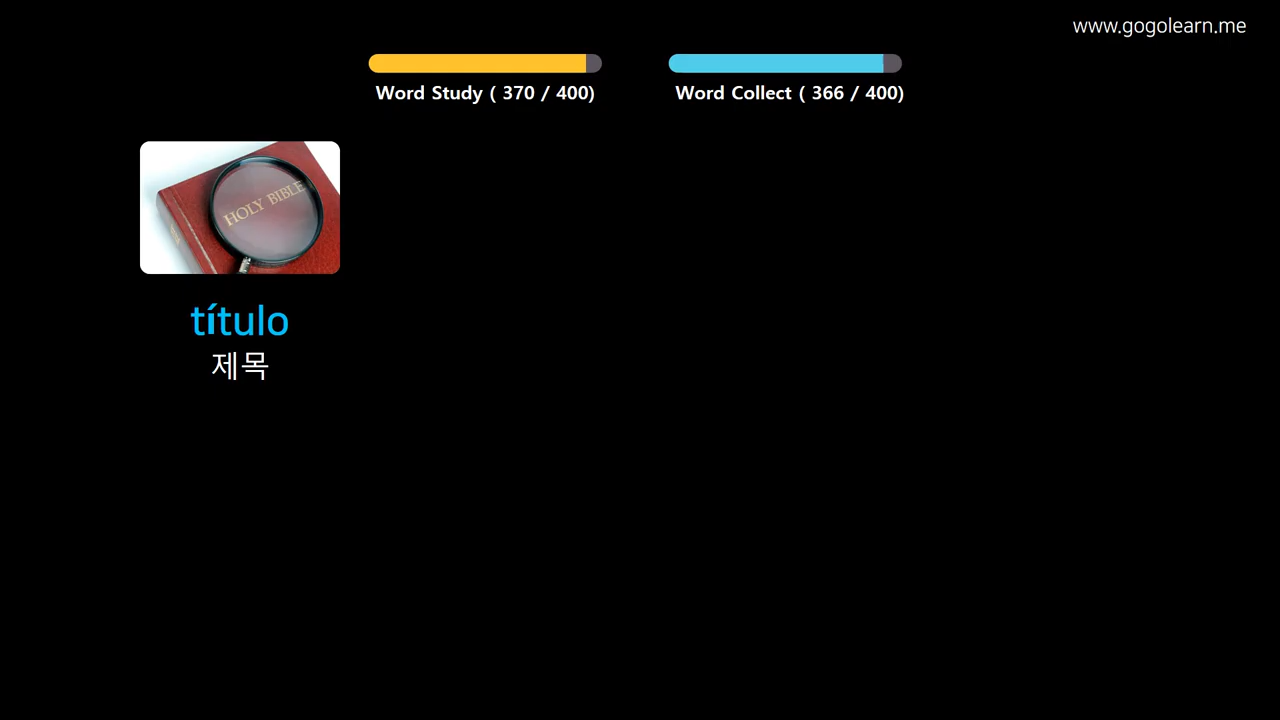 www.gogolearn.me
Word Study ( 370 / 400)
Word Collect ( 366 / 400)
HOLY BIBLE
título
제목